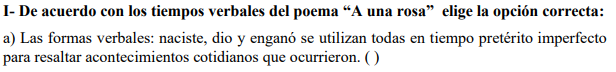 I- De acuerdo con los tiempos verbales del poema “A una rosa”  elige la opción correcta:
a) Las formas verbales: naciste, dio y enganó se utilizan todas en tiempo pretérito imperfecto
para resaltar acontecimientos cotidianos que ocurrieron. ( )